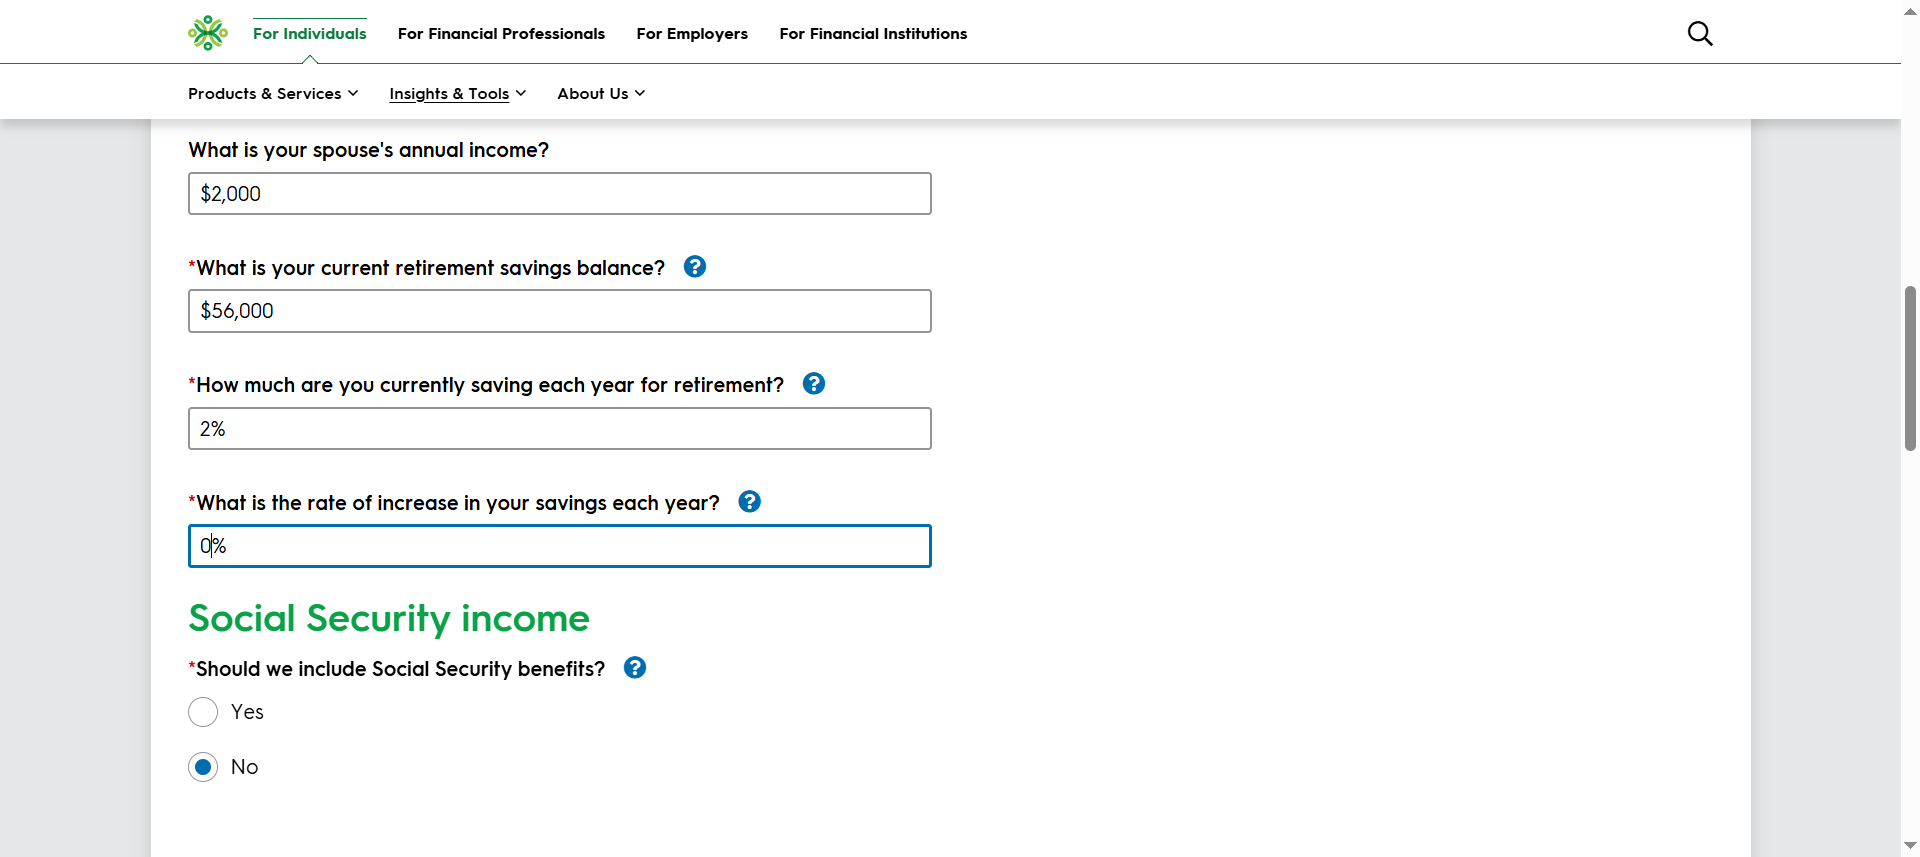 For Individuals
For Financial Professionals
For Employers
For Financial Institutions
Products & Services
Insights & Tools
About Us
What is your spouse's annual income?
$2,000
*What is your current retirement savings balance? ?
$56,000
*How much are you currently saving each year for retirement? ?
2%
*What is the rate of increase in your savings each year? ?
0%
Social Security income
*Should we include Social Security benefits? ?
Yes
No